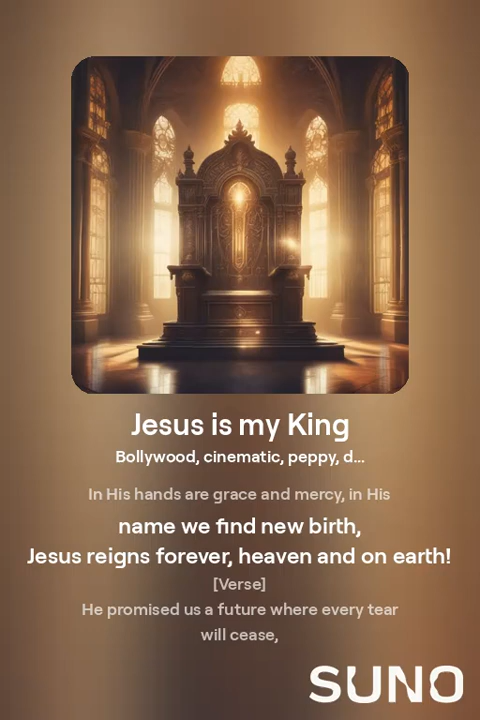 Jesus is my King
Bollywood, cinematic, peppy, d...
In His hands are grace and mercy, in His
name we find new birth,
Jesus reigns forever, heaven and on earth!
[Verse]
He promised us a future where every tear
will cease,
SUNO